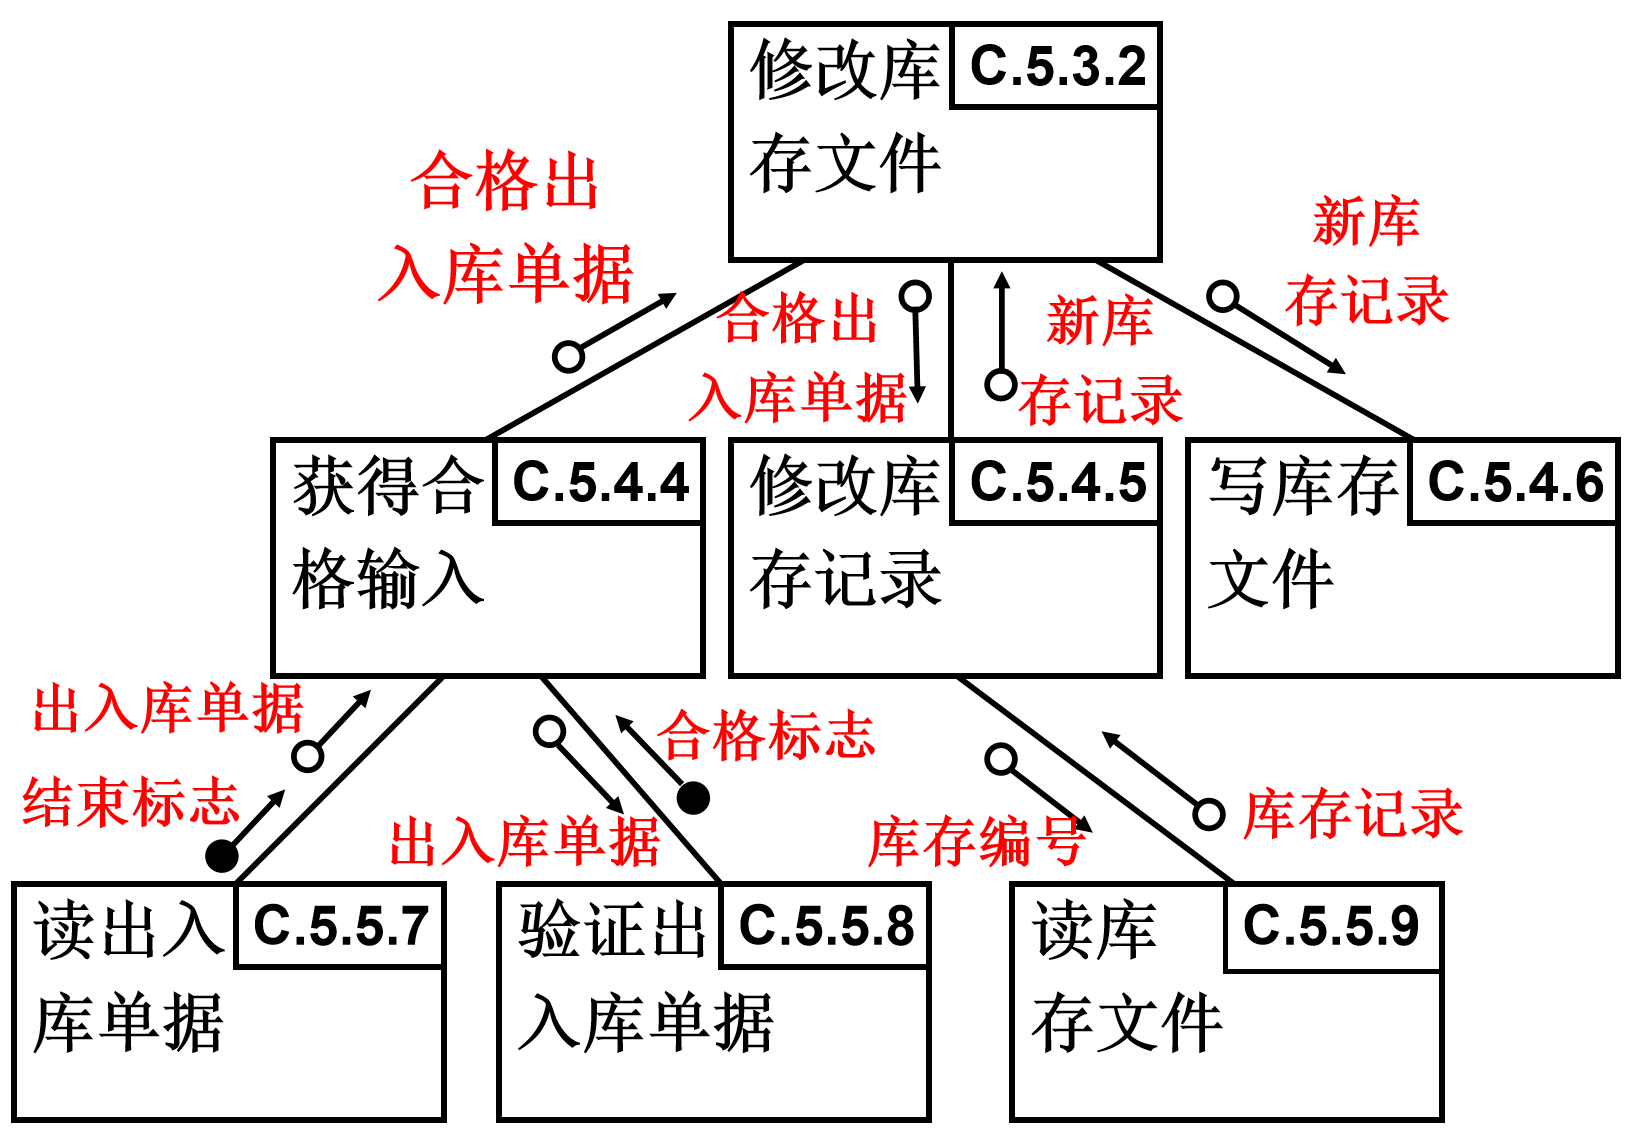 修改库
存文件
C.5.3.2
合格出
入库单据
合格出
入库单据
新库
存记录
新库
存记录
获得合
格输入
C.5.4.4
修改库
存记录
C.5.4.5
写库存
文件
C.5.4.6
出入库单据
结束标志
合格标志
出入库单据
库存编号
库存记录
读出入
库单据
C.5.5.7
验证出
入库单据
C.5.5.8
读库
存文件
C.5.5.9